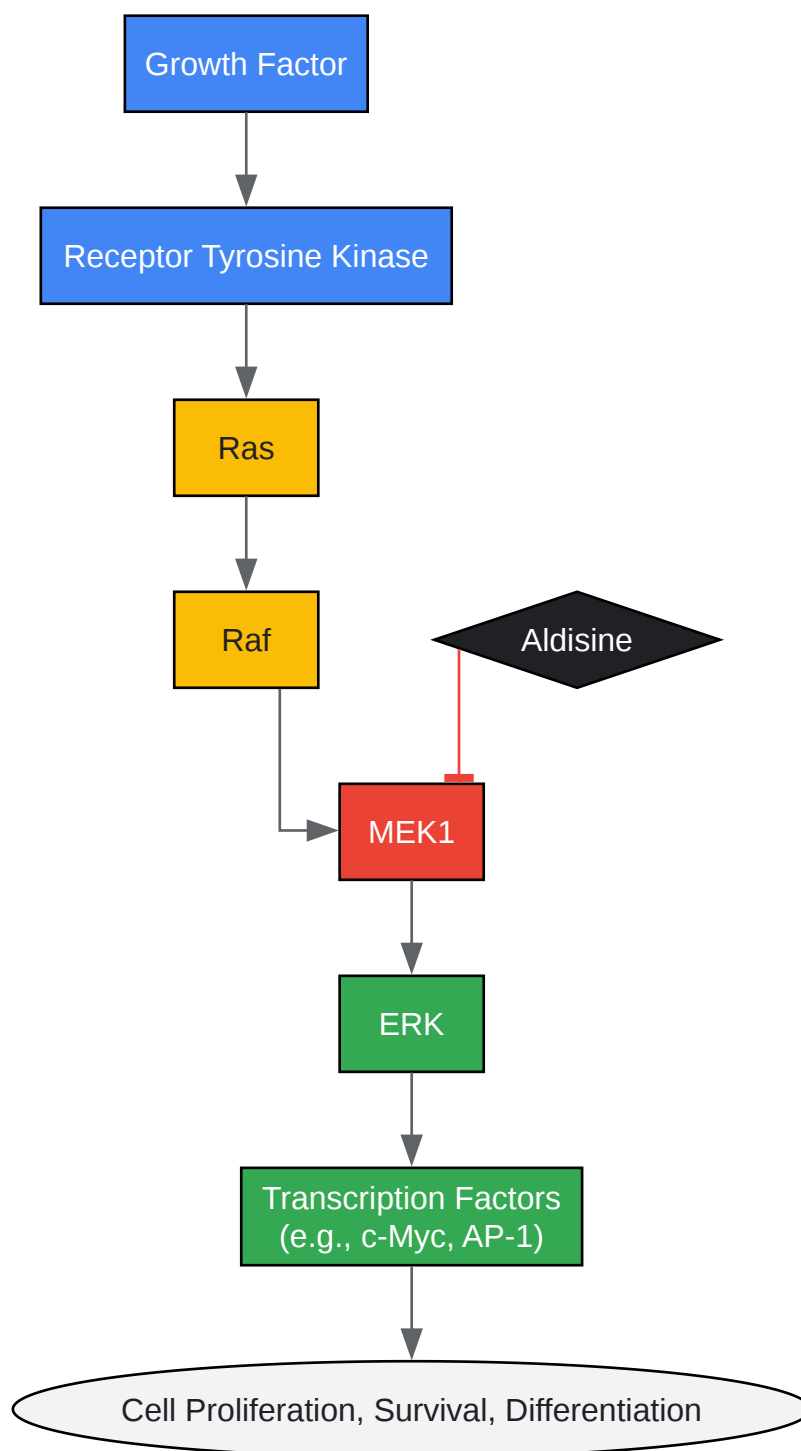 Growth Factor
Receptor Tyrosine Kinase
Ras
Raf
Aldisine
MEK1
ERK
Transcription Factors
(e.g., c-Myc, AP-1)
Cell Proliferation, Survival, Differentiation